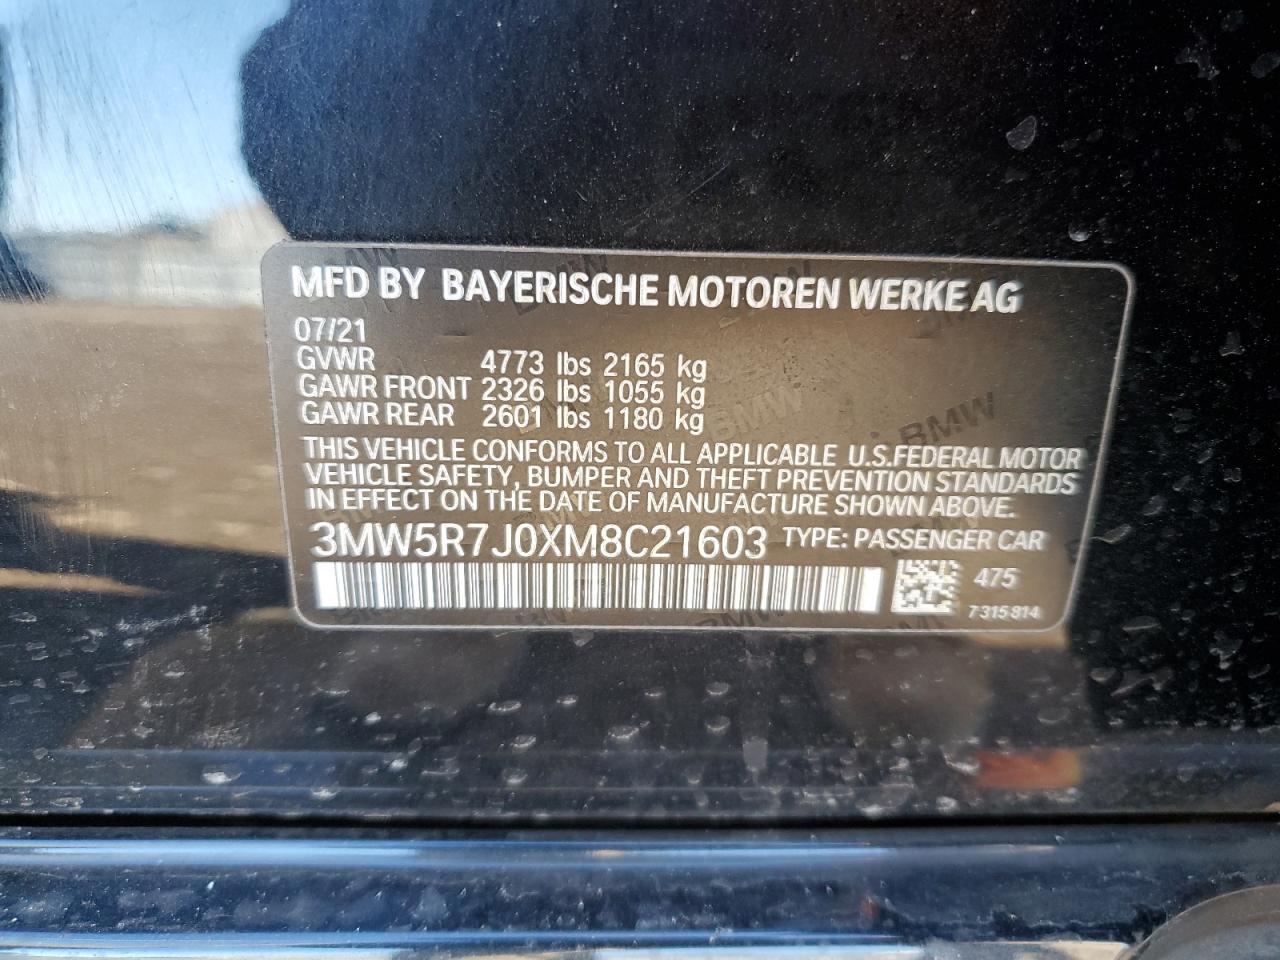 MFD BY BAYERISCHE MOTOREN WERKE AG
07/21
GVWR 4773 lbs 2165 kg
GAWR FRONT 2326 lbs 1055 kg
GAWR REAR 2601 lbs 1180 kg
THIS VEHICLE CONFORMS TO ALL APPLICABLE U.S.FEDERAL MOTOR
VEHICLE SAFETY, BUMPER AND THEFT PREVENTION STANDARDS
IN EFFECT ON THE DATE OF MANUFACTURE SHOWN ABOVE.
3MW5R7J0XM8C21603 TYPE: PASSENGER CAR
475
7315814
BMW